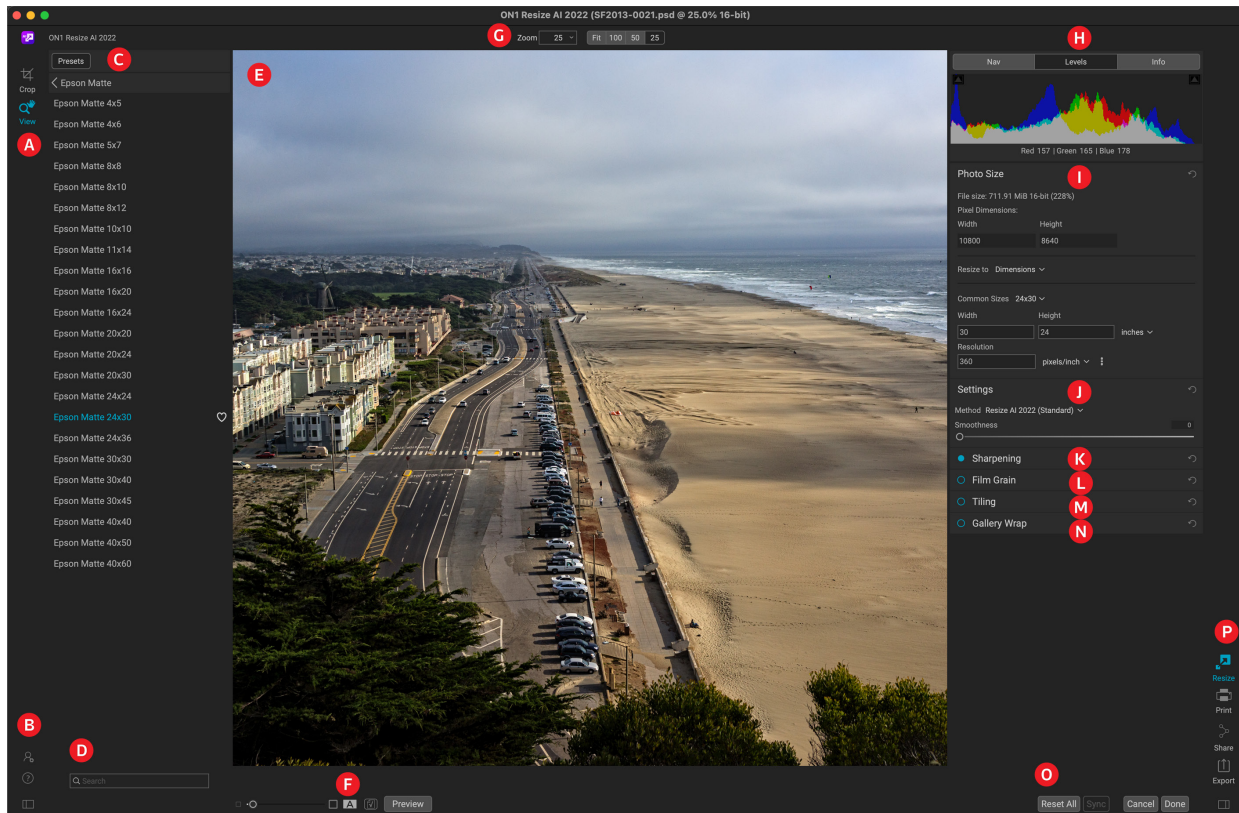 ON1 Resize AI 2022 (SF2013-0021.psd @ 25.0% 16-bit)
ON1 Resize AI 2022
G
Zoom 25
Fit 100 50 25
H
Presets
C
Epson Matte
Crop
View
A
Epson Matte 4x5
Epson Matte 4x6
Epson Matte 5x7
Epson Matte 8x8
Epson Matte 8x10
Epson Matte 8x12
Epson Matte 10x10
Epson Matte 11x14
Epson Matte 16x16
Epson Matte 16x20
Epson Matte 16x24
Epson Matte 20x20
Epson Matte 20x24
Epson Matte 20x30
Epson Matte 24x24
Epson Matte 24x30
Epson Matte 24x36
Epson Matte 30x30
Epson Matte 30x40
Epson Matte 30x45
Epson Matte 40x40
Epson Matte 40x50
Epson Matte 40x60
B
D
Search
E
F
A
Preview
Nav Levels Info
Red 157 | Green 165 | Blue 178
Photo Size
I
File size: 711.91 MiB 16-bit (228%)
Pixel Dimensions:
Width Height
10800 8640
Resize to Dimensions
Common Sizes 24x30
Width Height
30 24 inches
Resolution
360 pixels/inch
Settings
J
Method Resize AI 2022 (Standard)
Smoothness 0
Sharpening
K
Film Grain
L
Tiling
M
Gallery Wrap
N
P
Resize
Print
Share
Export
O
Reset All Sync Cancel Done